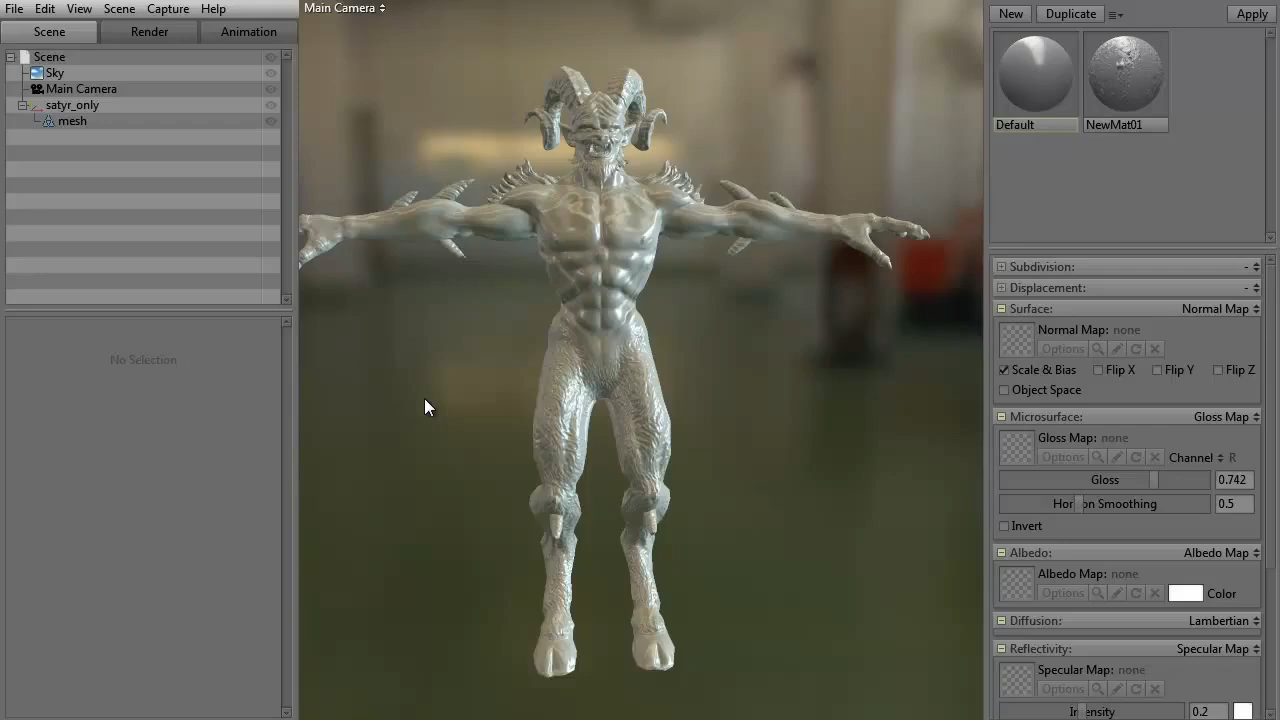 File Edit View Scene Capture Help
Scene Render Animation
Scene
Sky
Main Camera
satyr_only
mesh
No Selection
Main Camera
New Duplicate Apply
Default NewMat01
Subdivision: -
Displacement: -
Surface: Normal Map
Normal Map: none
Options
Scale & Bias Flip X Flip Y Flip Z
Object Space
Microsurface: Gloss Map
Gloss Map: none
Options Channel R
Gloss 0.742
Horizon Smoothing 0.5
Invert
Albedo: Albedo Map
Albedo Map: none
Options Color
Diffusion: Lambertian
Reflectivity: Specular Map
Specular Map: none
Options
Intensity 0.2